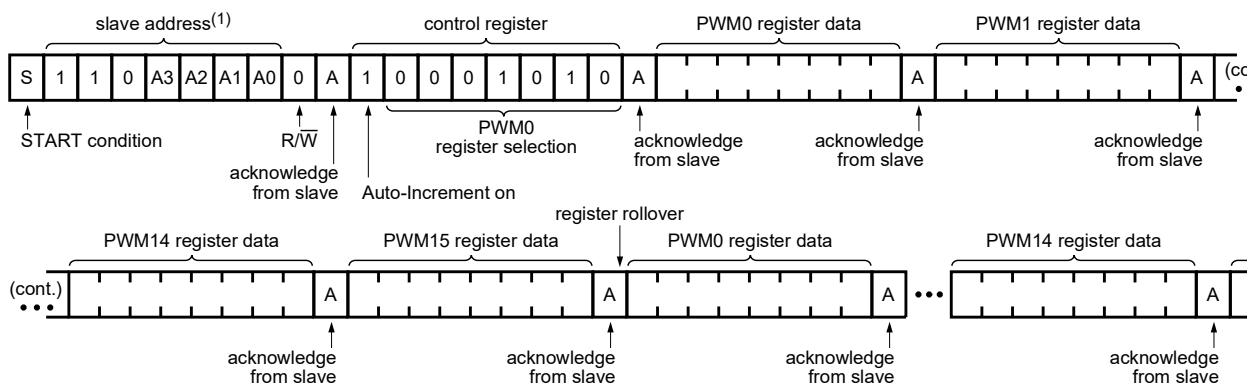 slave address(1) control register PWM0 register data PWM1 register data
S 1 1 0 A3 A2 A1 A0 0 A 1 0 0 0 1 0 1 0 A A A (co
START condition R/W PWM0 acknowledge acknowledge acknowledge
register selection from slave from slave from slave
acknowledge
from slave Auto-Increment on
register rollover
PWM14 register data PWM15 register data PWM0 register data PWM14 register data
(cont.) A A A A
acknowledge acknowledge acknowledge acknowledge
from slave from slave from slave from slave